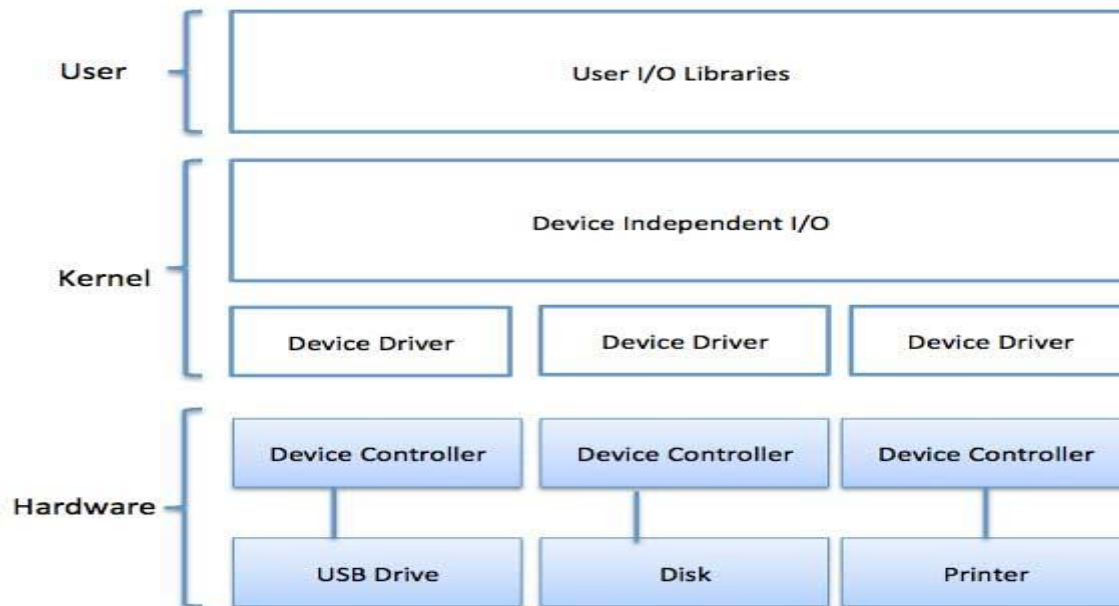 User
User I/O Libraries
Device Independent I/O
Kernel
Device Driver
Device Driver
Device Driver
Device Controller
Device Controller
Device Controller
Hardware
USB Drive
Disk
Printer